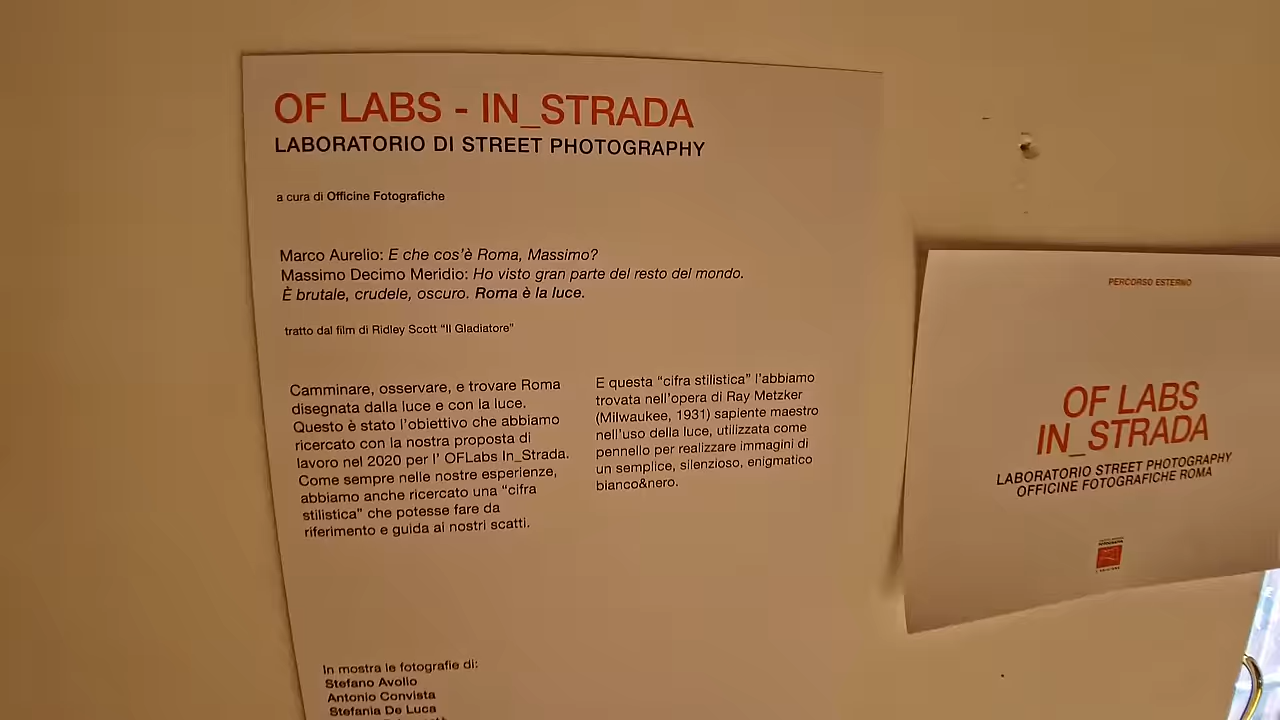 OF LABS - IN_STRADA
LABORATORIO DI STREET PHOTOGRAPHY
a cura di Officine Fotografiche
Marco Aurelio: E che cos'è Roma, Massimo?
Massimo Decimo Meridio: Ho visto gran parte del resto del mondo.
È brutale, crudele, oscuro. Roma è la luce.
tratto dal film di Ridley Scott "Il Gladiatore"
Camminare, osservare, e trovare Roma
disegnata dalla luce e con la luce.
Questo è stato l'obiettivo che abbiamo
ricercato con la nostra proposta di
lavoro nel 2020 per l' OFLabs In_Strada.
Come sempre nelle nostre esperienze,
abbiamo anche ricercato una "cifra
stilistica" che potesse fare da
riferimento e guida ai nostri scatti.
E questa "cifra stilistica" l'abbiamo
trovata nell'opera di Ray Metzker
(Milwaukee, 1931) sapiente maestro
nell'uso della luce, utilizzata come
pennello per realizzare immagini di
un semplice, silenzioso, enigmatico
bianco&nero.
In mostra le fotografie di:
Stefano Avolio
Antonio Convista
Stefania De Luca
PERCORSO ESTERNO
OF LABS
IN_STRADA
LABORATORIO STREET PHOTOGRAPHY
OFFICINE FOTOGRAFICHE ROMA